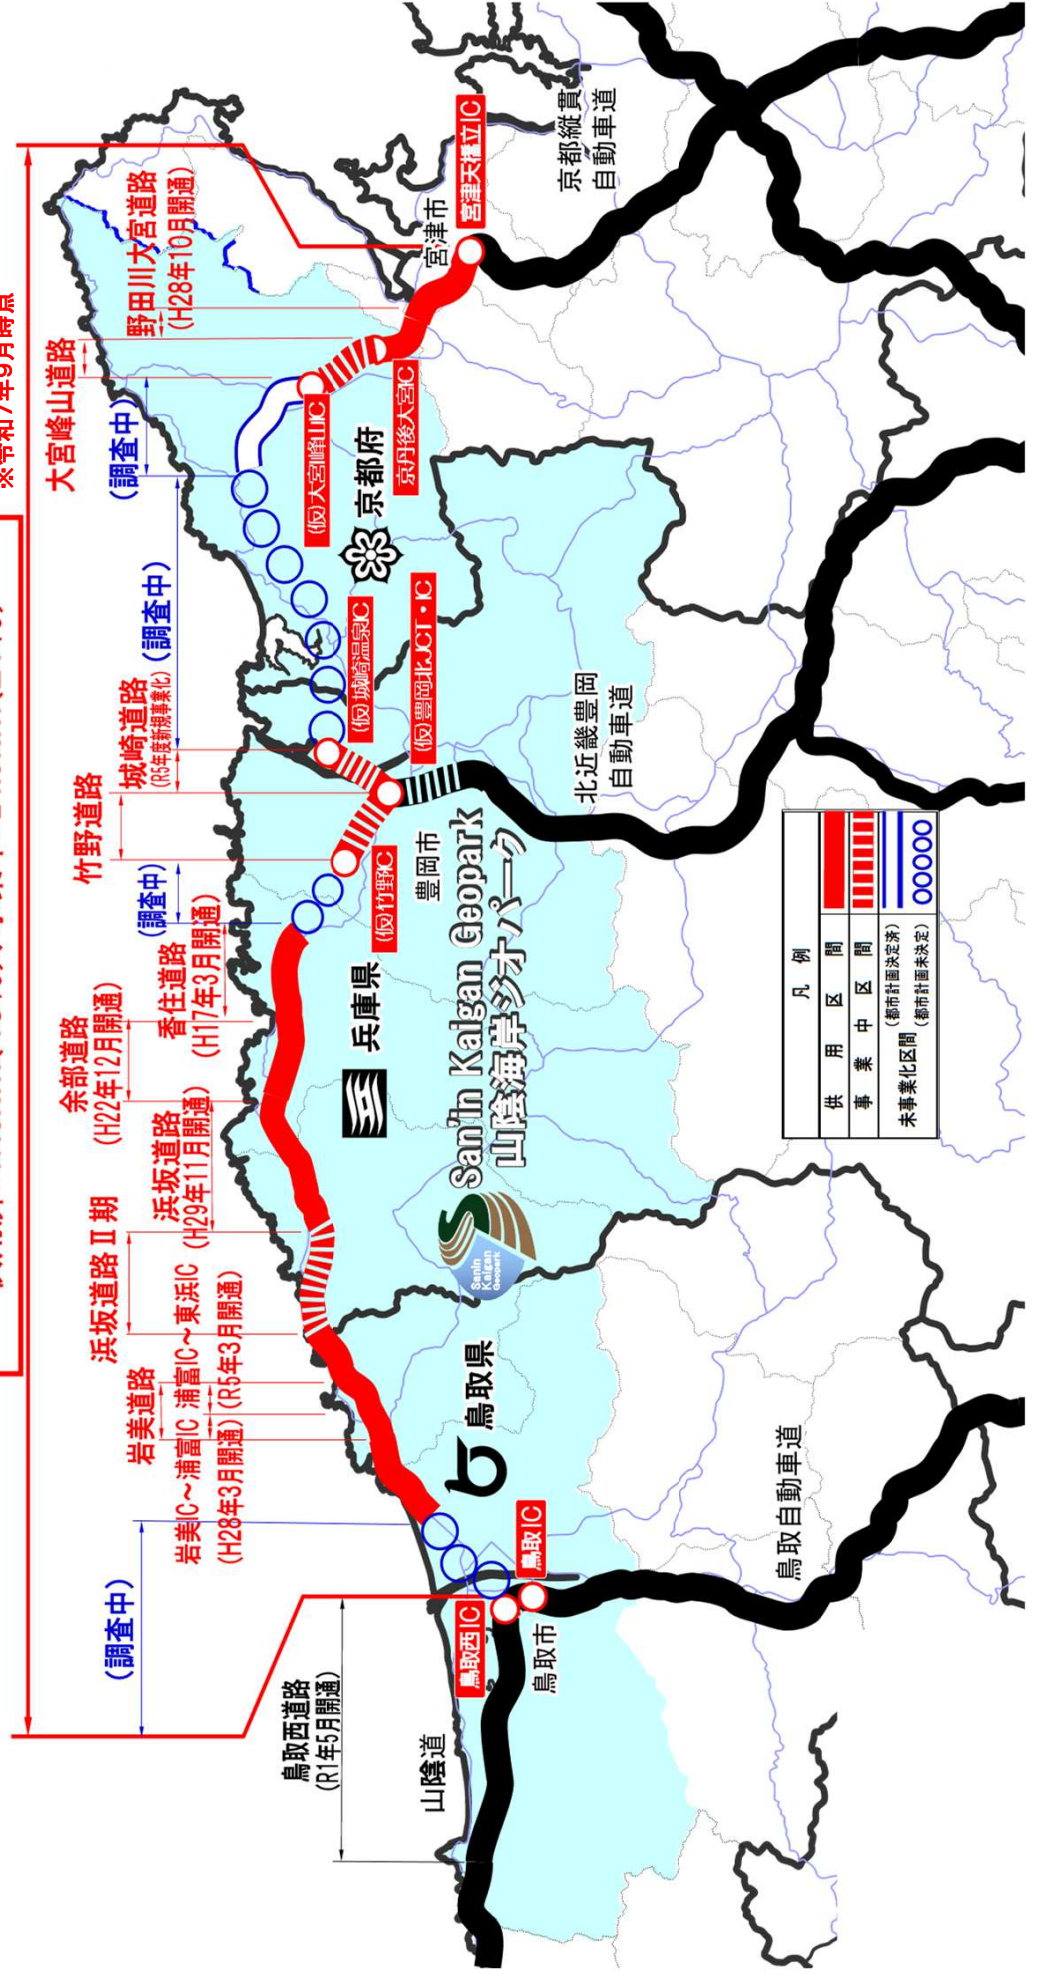 ※令和7年9月時点
大宮峰山道路
野田川大宮道路
(H28年10月開通)
(調査中)
(調査中)
城崎道路
(R5年度新規事業化)
竹野道路
(調査中)
香住道路
(H17年3月開通)
余部道路
(H22年12月開通)
浜坂道路
(H29年11月開通)
浜坂道路Ⅱ期
岩美道路
岩美IC~浦富IC
(H28年3月開通)
浦富IC~東浜IC
(R5年3月開通)
(調査中)
鳥取西道路
(R1年5月開通)
山陰道
鳥取西IC
鳥取IC
鳥取市
鳥取県
鳥取自動車道
兵庫県
San'in Kaigan Geopark
山陰海岸ジオパーク
Sanin
Kaigan
Geopark
(仮)竹野IC
豊岡市
(仮)豊岡北JCT・IC
(仮)城崎温泉IC
北近畿豊岡
自動車道
京都府
(仮)大宮峰山IC
京丹後大宮IC
宮津市
宮津天橋立IC
京都縦貫
自動車道
凡例
供用区間
事業中区間
未事業化区間
(都市計画決定済)
(都市計画未決定)